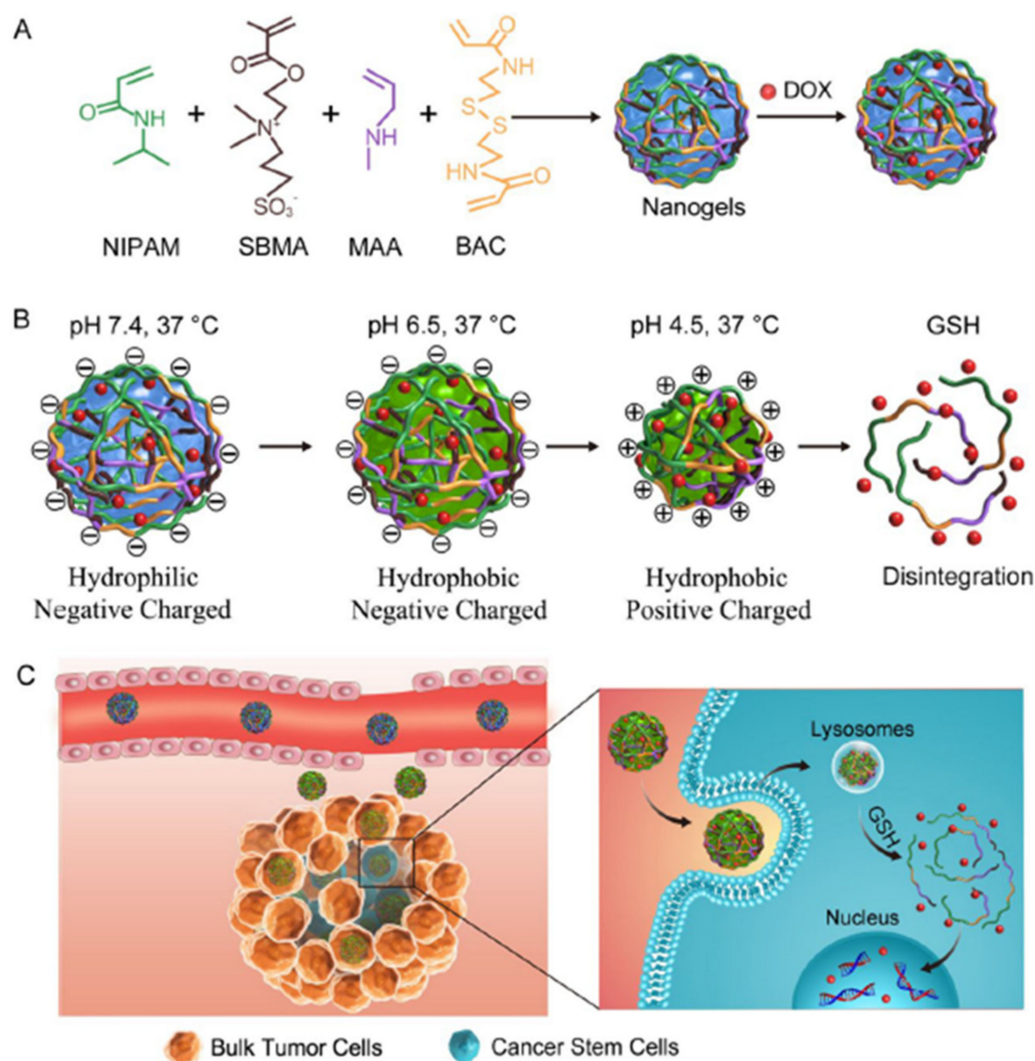 A
O
NH
+
O
O
N+
SO₃⁻
+
NH
+
O
NH
S
S
HN
O
DOX
Nanogels
NIPAM SBMA MAA BAC
B
pH 7.4, 37 °C pH 6.5, 37 °C pH 4.5, 37 °C GSH
Hydrophilic
Negative Charged
Hydrophobic
Negative Charged
Hydrophobic
Positive Charged
Disintegration
C
Lysosomes
GSH
Nucleus
Bulk Tumor Cells Cancer Stem Cells